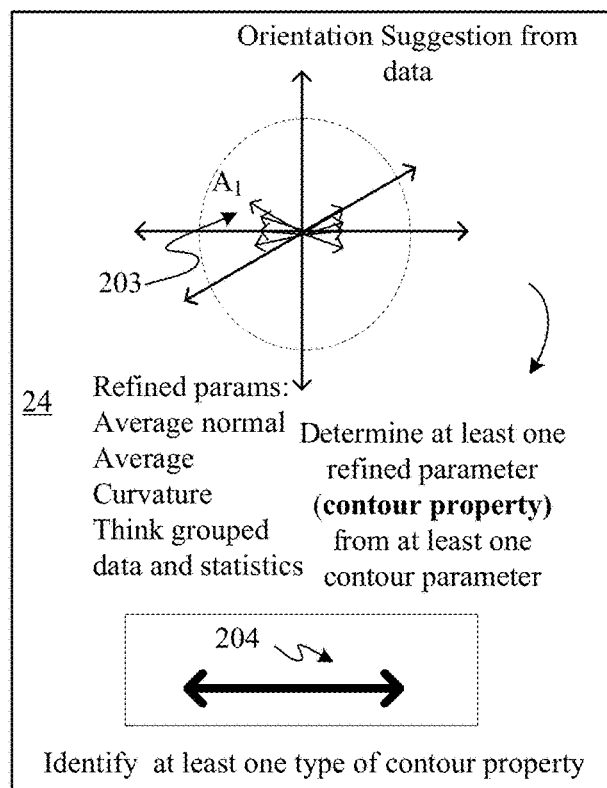 Orientation Suggestion from
data
A1
203
24
Refined params:
Average normal
Average
Curvature
Think grouped
data and statistics
Determine at least one
refined parameter
(contour property)
from at least one
contour parameter
204
Identify at least one type of contour property